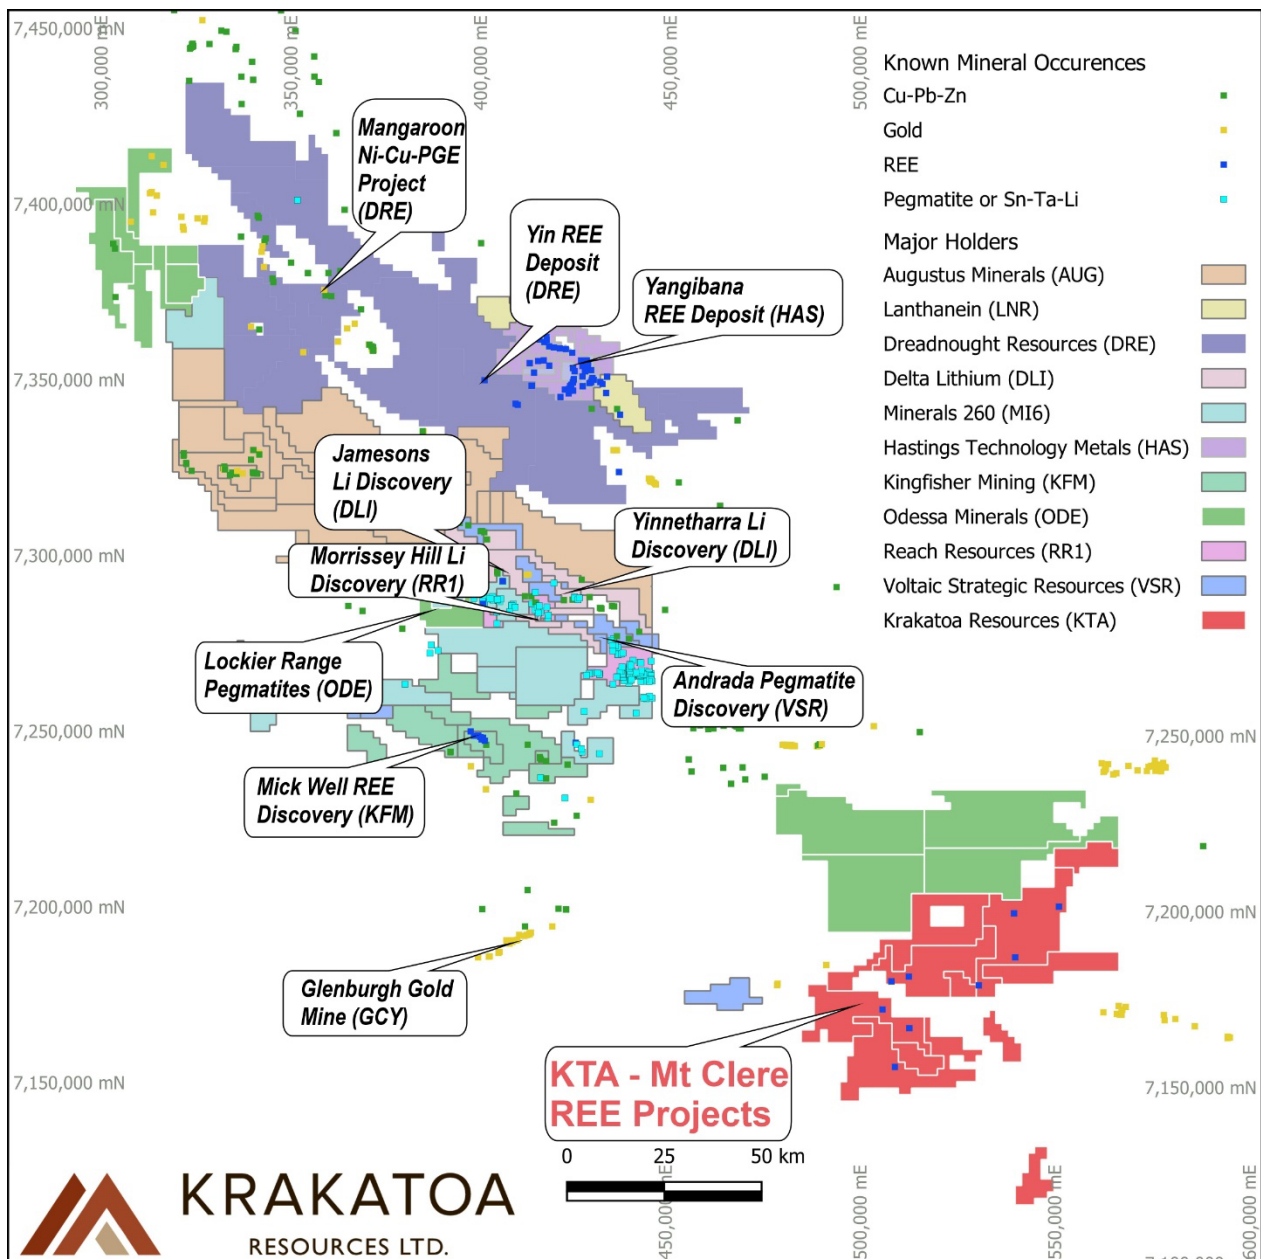 7,450,000 mN
300,000 mE
350,000 mE
400,000 mE
450,000 mE
500,000 mE
Known Mineral Occurences
Cu-Pb-Zn
Gold
REE
Pegmatite or Sn-Ta-Li
Major Holders
Augustus Minerals (AUG)
Lanthanein (LNR)
Dreadnought Resources (DRE)
Delta Lithium (DLI)
Minerals 260 (MI6)
Hastings Technology Metals (HAS)
Kingfisher Mining (KFM)
Odessa Minerals (ODE)
Reach Resources (RR1)
Voltaic Strategic Resources (VSR)
Krakatoa Resources (KTA)
Mangaroon
Ni-Cu-PGE
Project
(DRE)
7,400,000 mN
Yin REE
Deposit
(DRE)
Yangibana
REE Deposit (HAS)
7,350,000 mN
Jamesons
Li Discovery
(DLI)
Yinnetharra Li
Discovery (DLI)
7,300,000 mN
Morrissey Hill Li
Discovery (RR1)
Lockier Range
Pegmatites (ODE)
Andrada Pegmatite
Discovery (VSR)
7,250,000 mN
7,250,000 mN
Mick Well REE
Discovery (KFM)
7,200,000 mN
7,200,000 mN
Glenburgh Gold
Mine (GCY)
KTA - Mt Clere
REE Projects
7,150,000 mN
7,150,000 mN
0 25 50 km
450,000 mE
500,000 mE
550,000 mE
600,000 mE
KRAKATOA
RESOURCES LTD.